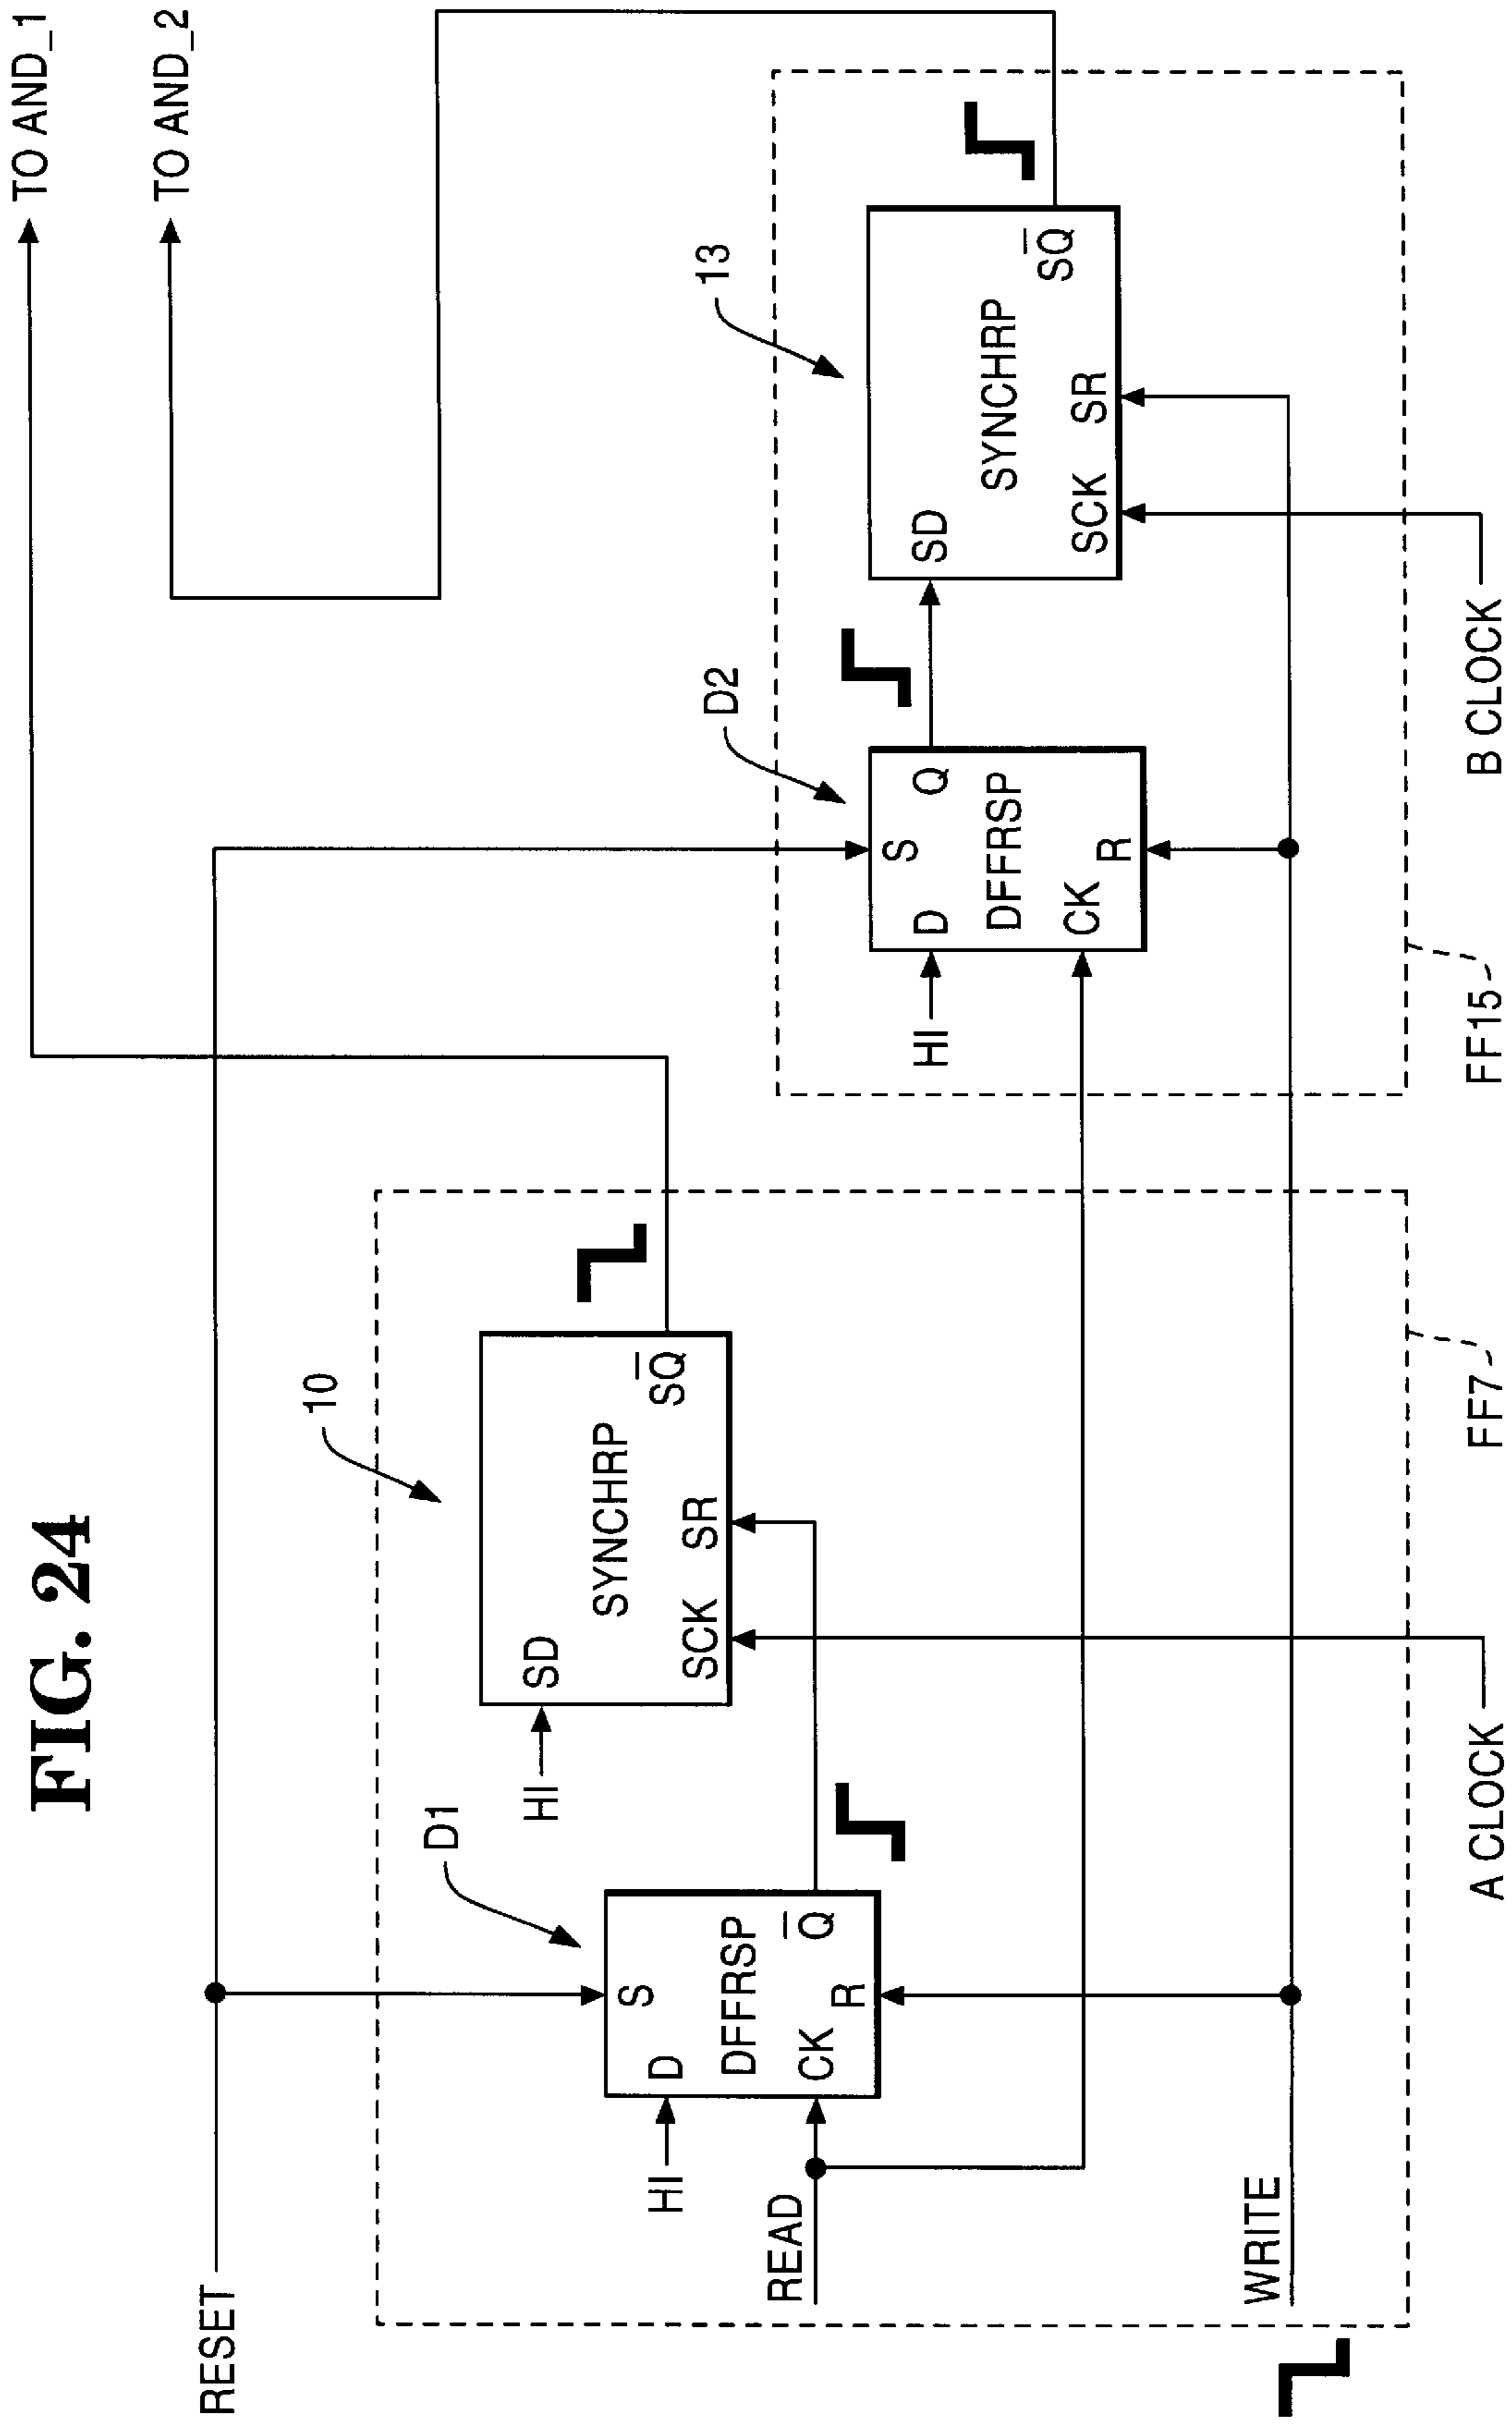 FIG. 24
TO AND_1
TO AND_2
RESET
D1
10
HI
D
S
DFFRSP
CK
Q̅
R
HI
SD
SYNCHRP
SCK
SR
SQ̅
READ
WRITE
A CLOCK
FF7
D2
13
HI
D
S
Q
DFFRSP
CK
R
SD
SYNCHRP
SCK
SR
SQ̅
FF15
B CLOCK